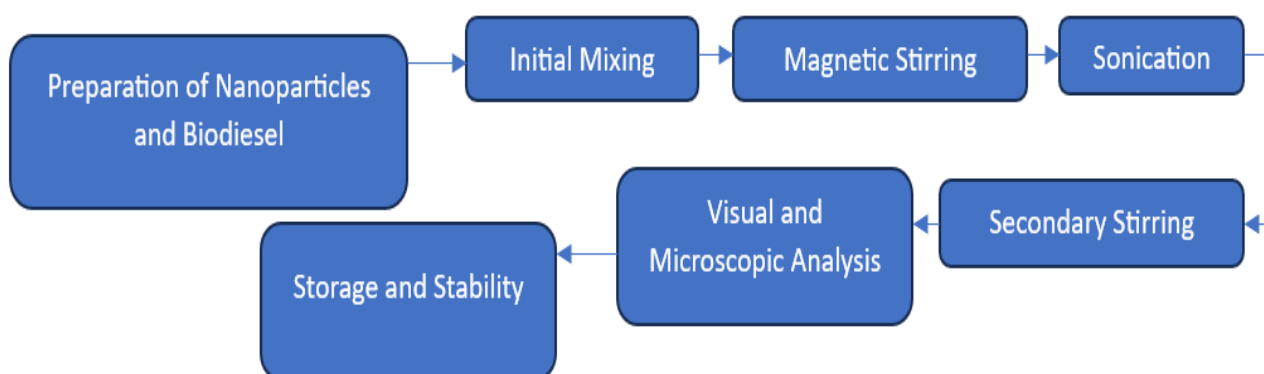 Preparation of Nanoparticles
and Biodiesel
Initial Mixing
Magnetic Stirring
Sonication
Secondary Stirring
Visual and
Microscopic Analysis
Storage and Stability